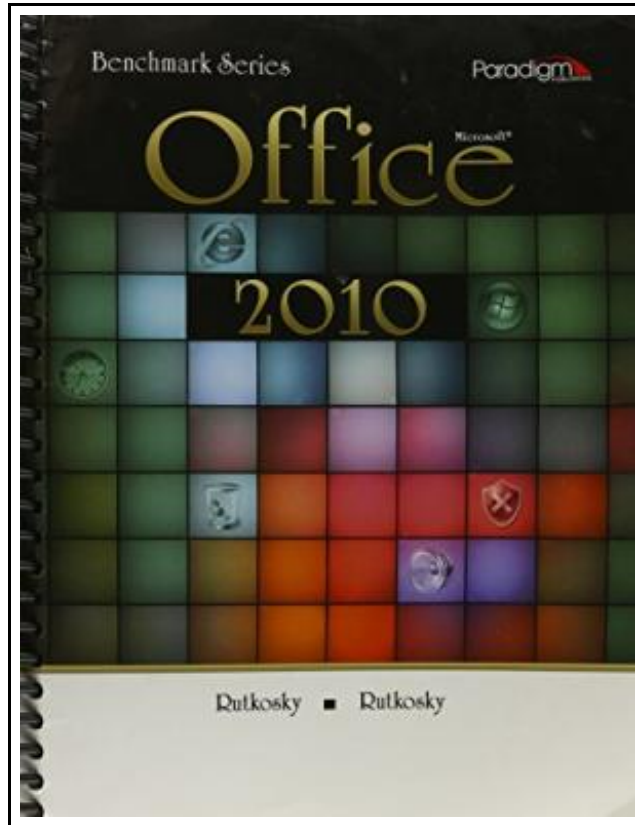 Benchmark Series
Paradigm
Microsoft®
Office
2010
Rutkosky ■ Rutkosky